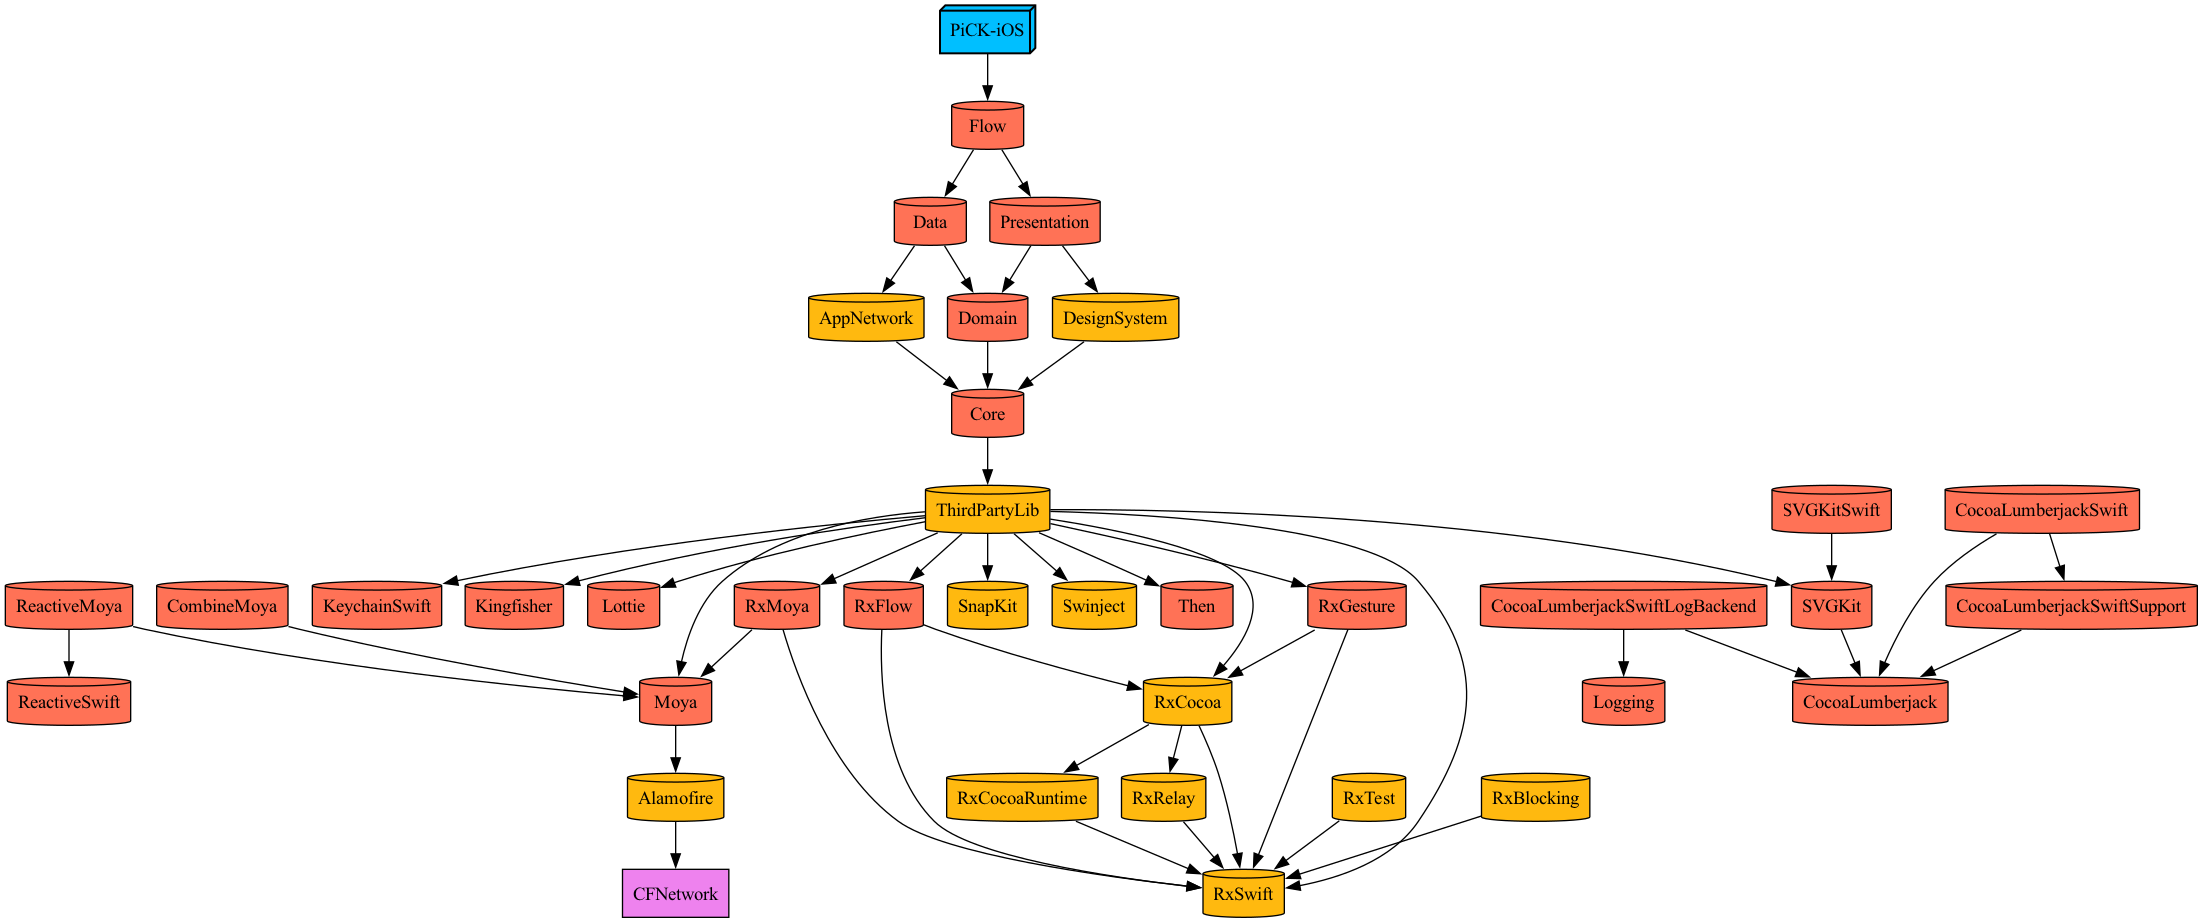 PiCK-iOS
Flow
Data
Presentation
AppNetwork
Domain
DesignSystem
Core
ThirdPartyLib
SVGKitSwift
CocoaLumberjackSwift
ReactiveMoya
CombineMoya
KeychainSwift
Kingfisher
Lottie
RxMoya
RxFlow
SnapKit
Swinject
Then
RxGesture
CocoaLumberjackSwiftLogBackend
SVGKit
CocoaLumberjackSwiftSupport
ReactiveSwift
Moya
RxCocoa
Logging
CocoaLumberjack
Alamofire
RxCocoaRuntime
RxRelay
RxTest
RxBlocking
CFNetwork
RxSwift